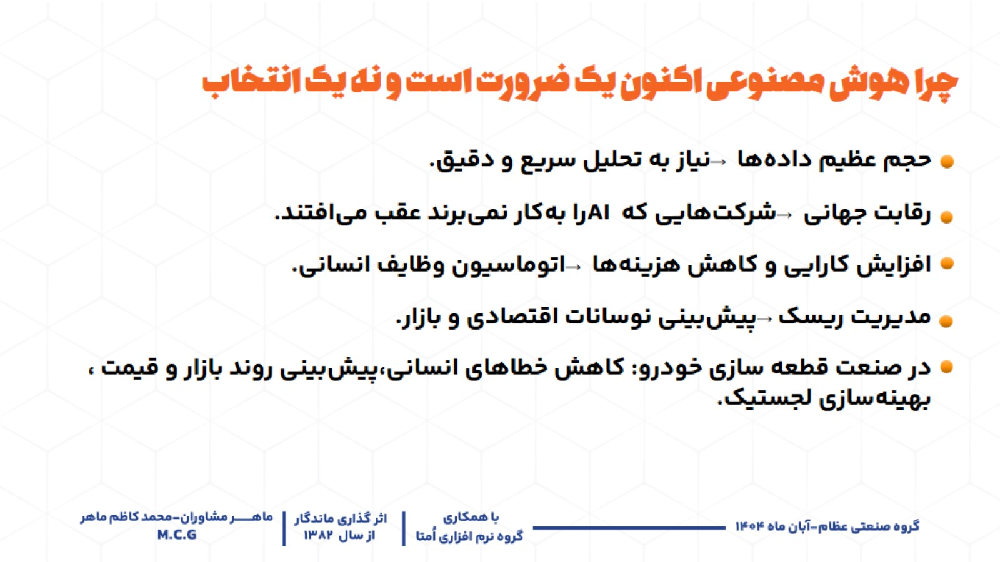 چرا هوش مصنوعی اکنون یک ضرورت است و نه یک انتخاب
حجم عظیم داده‌ها →نیاز به تحلیل سریع و دقیق.
رقابت جهانی →شرکت‌هایی که AIرا به‌کار نمی‌برند عقب می‌افتند.
افزایش کارایی و کاهش هزینه‌ها →اتوماسیون وظایف انسانی.
مدیریت ریسک→پیش‌بینی نوسانات اقتصادی و بازار.
در صنعت قطعه سازی خودرو: کاهش خطاهای انسانی،پیش‌بینی روند بازار و قیمت ،
بهینه‌سازی لجستیک.
گروه صنعتی عظام-آبان ماه ۱۴۰۴
با همکاری
گروه نرم افزاری اُمتا
اثر گذاری ماندگار
از سال ۱۳۸۲
ماهـــر مشاوران-محمد کاظم ماهر
M.C.G